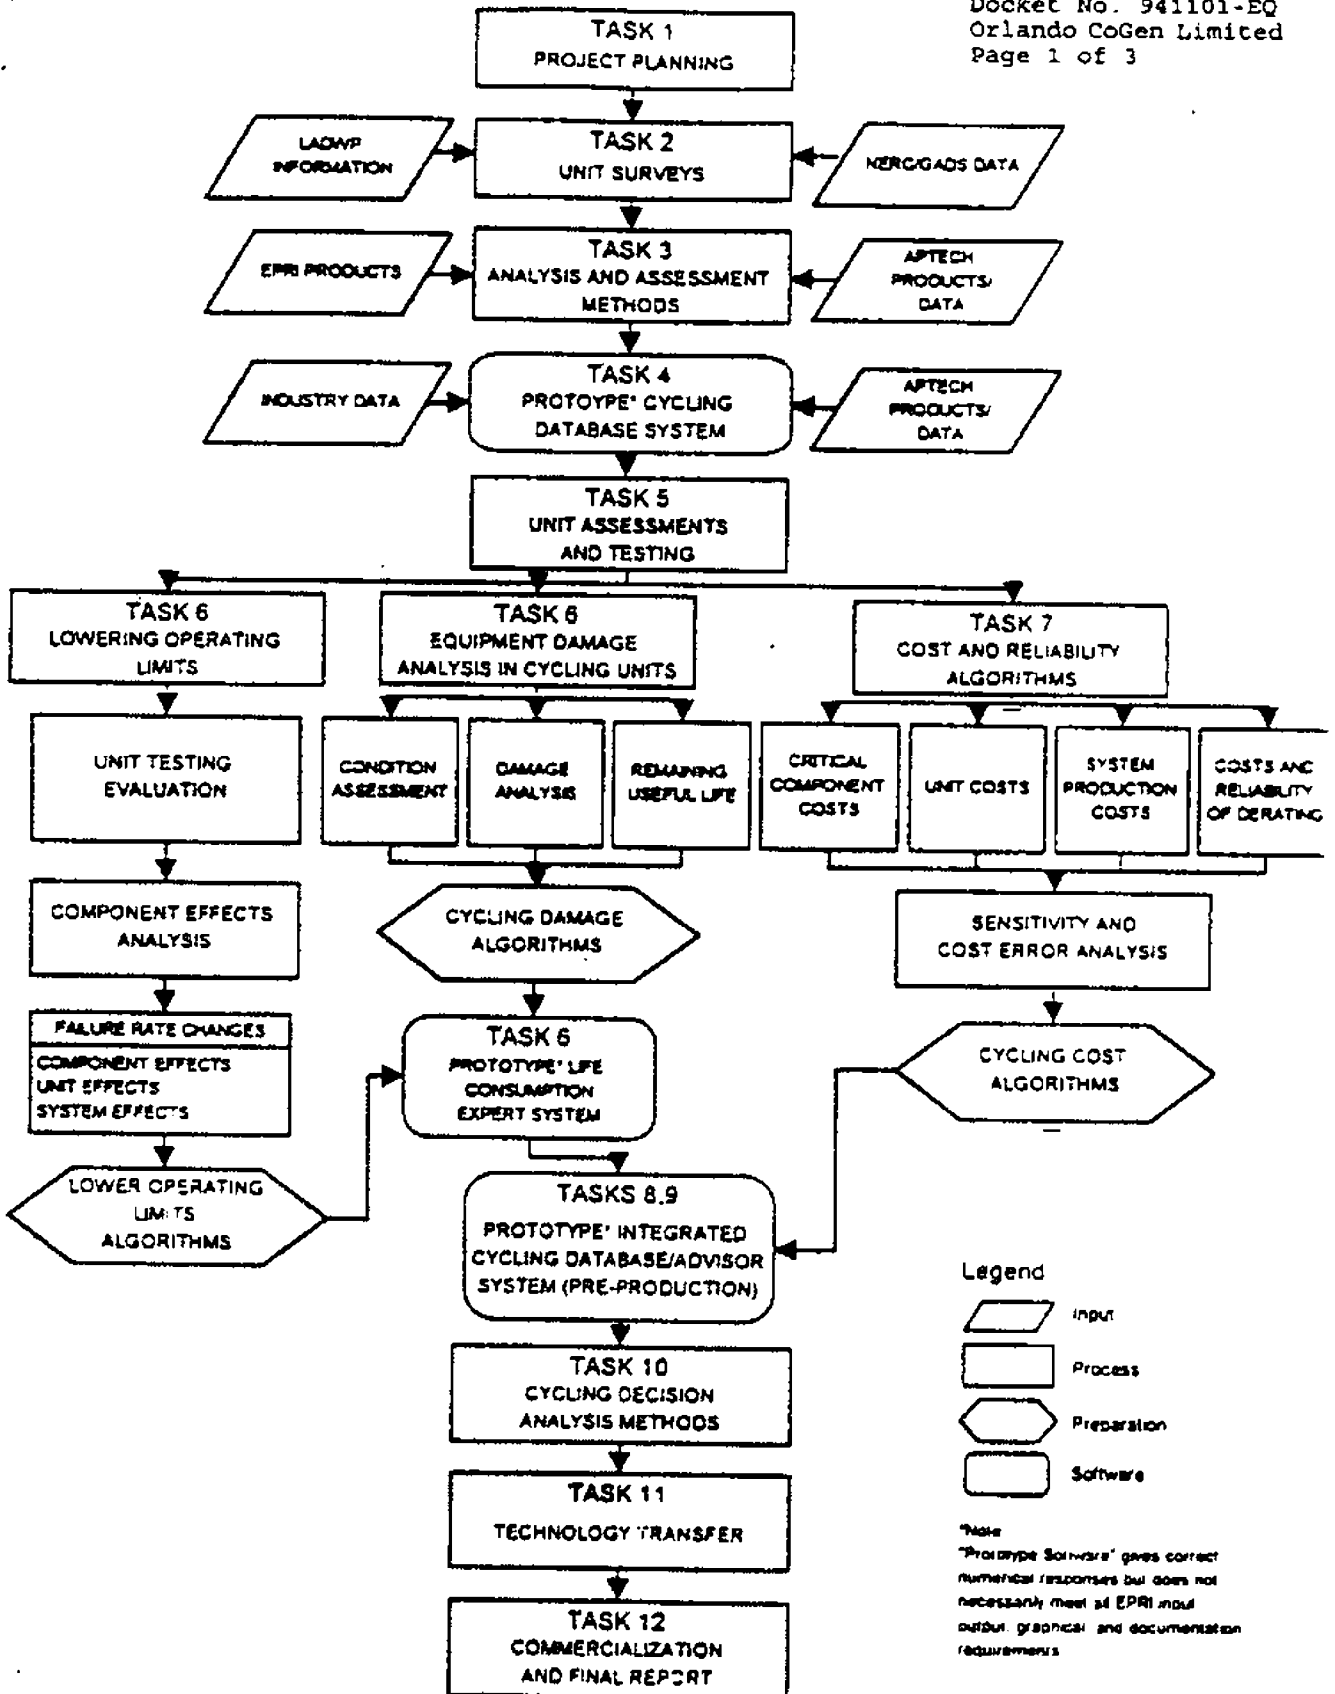 Docket No. 941101-EQ
Orlando CoGen Limited
Page 1 of 3
TASK 1
PROJECT PLANNING
LADWP
INFORMATION
TASK 2
UNIT SURVEYS
NERC/GADS DATA
EPRI PRODUCTS
TASK 3
ANALYSIS AND ASSESSMENT
METHODS
APTECH
PRODUCTS/
DATA
INDUSTRY DATA
TASK 4
PROTOYPE* CYCLING
DATABASE SYSTEM
APTECH
PRODUCTS/
DATA
TASK 5
UNIT ASSESSMENTS
AND TESTING
TASK 6
LOWERING OPERATING
LIMITS
TASK 6
EQUIPMENT DAMAGE
ANALYSIS IN CYCLING UNITS
TASK 7
COST AND RELIABILITY
ALGORITHMS
UNIT TESTING
EVALUATION
CONDITION
ASSESSMENT
DAMAGE
ANALYSIS
REMAINING
USEFUL LIFE
CRITICAL
COMPONENT
COSTS
UNIT COSTS
SYSTEM
PRODUCTION
COSTS
COSTS AND
RELIABILITY
OF DERATING
COMPONENT EFFECTS
ANALYSIS
CYCLING DAMAGE
ALGORITHMS
SENSITIVITY AND
COST ERROR ANALYSIS
FAILURE RATE CHANGES
COMPONENT EFFECTS
UNIT EFFECTS
SYSTEM EFFECTS
TASK 6
PROTOTYPE* LIFE
CONSUMPTION
EXPERT SYSTEM
CYCLING COST
ALGORITHMS
LOWER OPERATING
LIMITS
ALGORITHMS
TASKS 8,9
PROTOTYPE* INTEGRATED
CYCLING DATABASE/ADVISOR
SYSTEM (PRE-PRODUCTION)
TASK 10
CYCLING DECISION
ANALYSIS METHODS
TASK 11
TECHNOLOGY TRANSFER
TASK 12
COMMERCIALIZATION
AND FINAL REPORT
Legend
Input
Process
Preparation
Software
*Note
"Prototype Software" gives correct
numerical responses but does not
necessarily meet all EPRI input
output, graphical and documentation
requirements